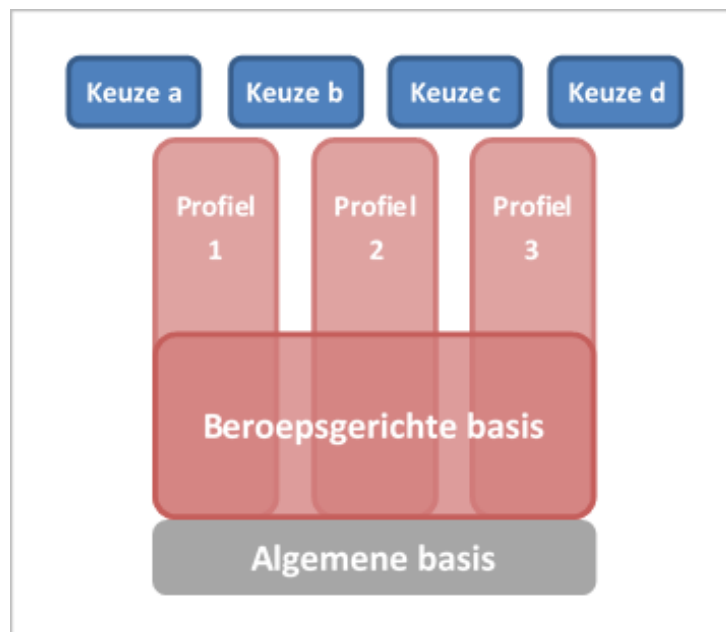 Keuze a
Keuze b
Keuze c
Keuze d
Profiel
1
Profiel
2
Profiel
3
Beroepsgerichte basis
Algemene basis